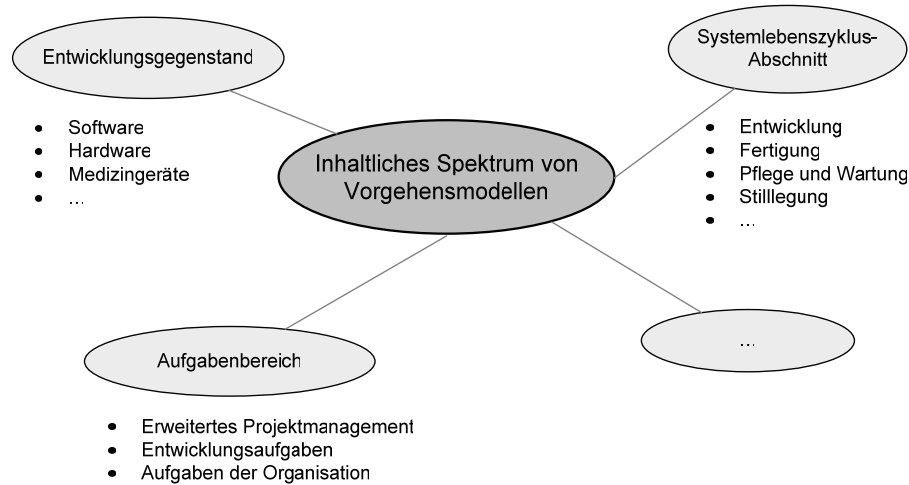 Entwicklungsgegenstand
• Software
• Hardware
• Medizingeräte
• ...
Systemlebenszyklus-
Abschnitt
• Entwicklung
• Fertigung
• Pflege und Wartung
• Stilllegung
• ...
Inhaltliches Spektrum von
Vorgehensmodellen
Aufgabenbereich
• Erweitertes Projektmanagement
• Entwicklungsaufgaben
• Aufgaben der Organisation
...